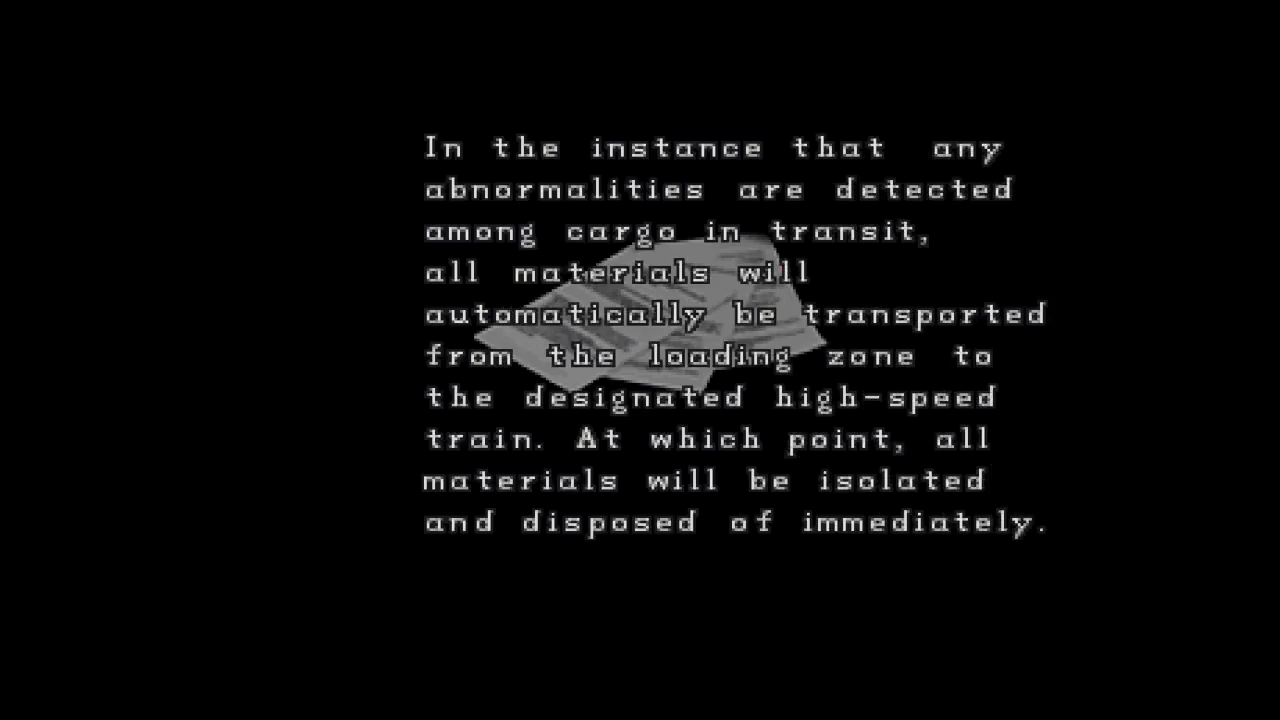 In the instance that any
abnormalities are detected
among cargo in transit,
all materials will
automatically be transported
from the loading zone to
the designated high-speed
train. At which point, all
materials will be isolated
and disposed of immediately.